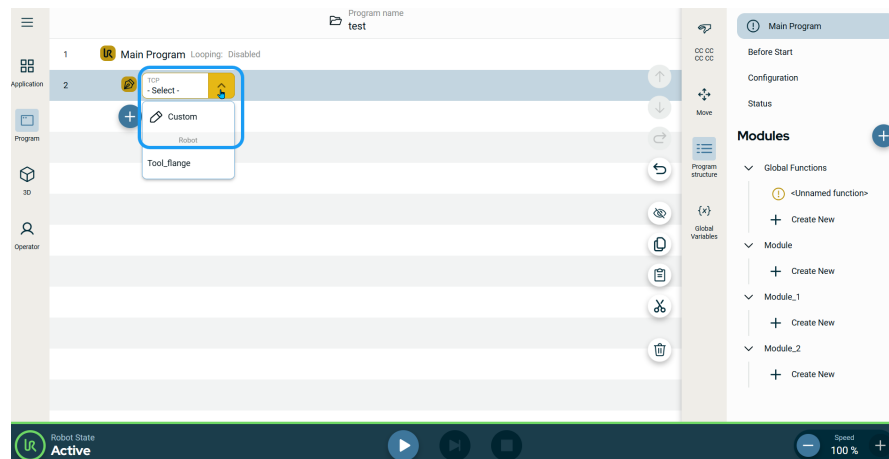 Program name
test
1
Main Program Looping: Disabled
2
TCP
- Select -
Custom
Robot
Tool_flange
Application
Program
3D
Operator
CC CC
CC CC
Move
Program
structure
{x}
Global
Variables
Main Program
Before Start
Configuration
Status
Modules
Global Functions
<Unnamed function>
Create New
Module
Create New
Module_1
Create New
Module_2
Create New
UR
Robot State
Active
Speed
100 %